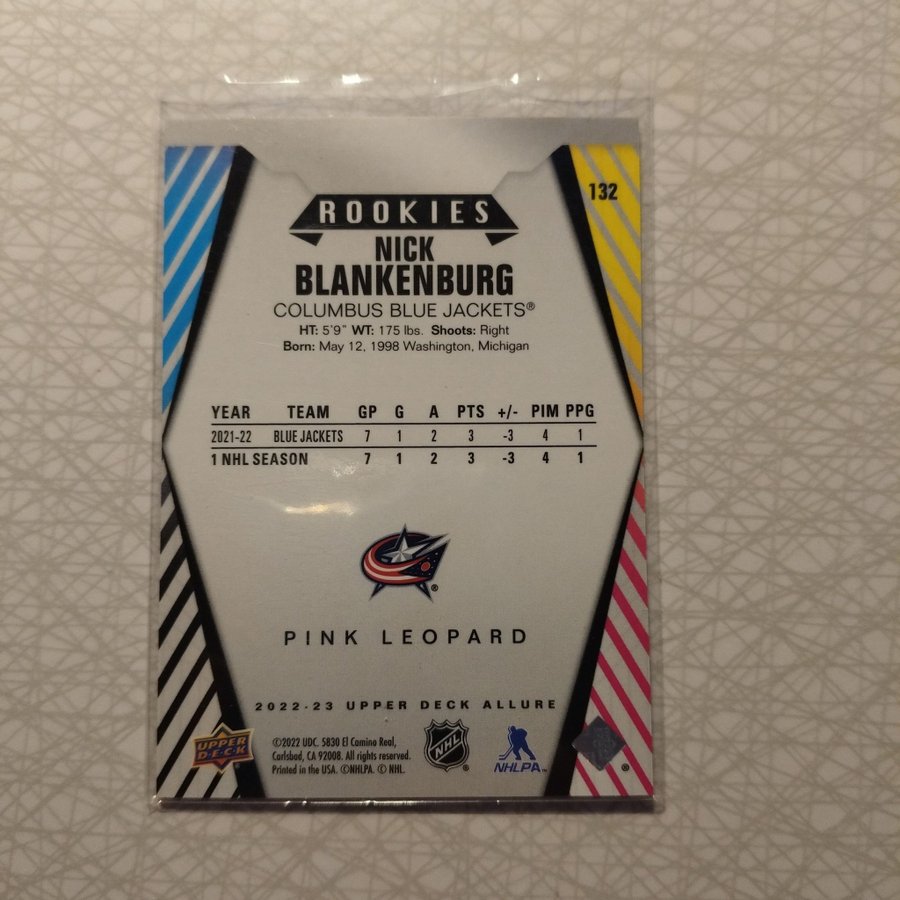 132
ROOKIES
NICK
BLANKENBURG
COLUMBUS BLUE JACKETS®
HT: 5'9" WT: 175 lbs. Shoots: Right
Born: May 12, 1998 Washington, Michigan
YEAR TEAM GP G A PTS +/- PIM PPG
2021-22 BLUE JACKETS 7 1 2 3 -3 4 1
1 NHL SEASON 7 1 2 3 -3 4 1
®
PINK LEOPARD
2022-23 UPPER DECK ALLURE
UPPER
DECK
©2022 UDC. 5830 El Camino Real,
Carlsbad, CA 92008. All rights reserved.
Printed in the USA. ©NHLPA. © NHL.
NHL
®
NHLPA™
®